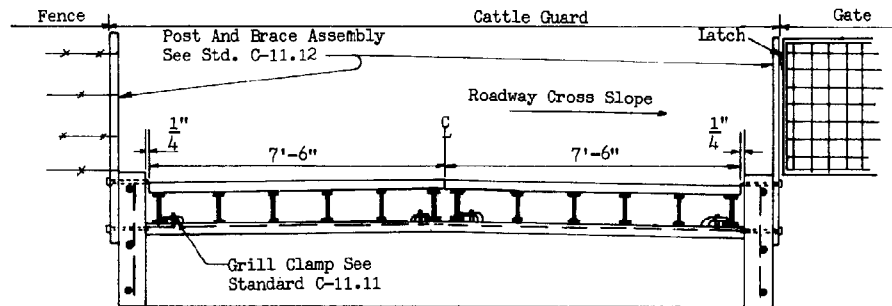 Fence
Cattle Guard
Gate
Post And Brace Assembly
See Std. C-11.12
Latch
Roadway Cross Slope
1/4"
℄
1/4"
7'-6"
7'-6"
Grill Clamp See
Standard C-11.11